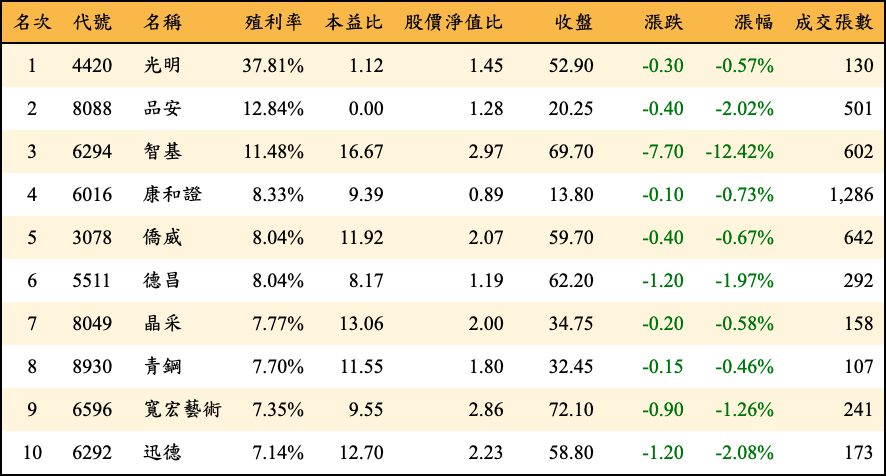 名次 代號 名稱 殖利率 本益比 股價淨值比 收盤 漲跌 漲幅 成交張數
1 4420 光明 37.81% 1.12 1.45 52.90 -0.30 -0.57% 130
2 8088 品安 12.84% 0.00 1.28 20.25 -0.40 -2.02% 501
3 6294 智基 11.48% 16.67 2.97 69.70 -7.70 -12.42% 602
4 6016 康和證 8.33% 9.39 0.89 13.80 -0.10 -0.73% 1,286
5 3078 僑威 8.04% 11.92 2.07 59.70 -0.40 -0.67% 642
6 5511 德昌 8.04% 8.17 1.19 62.20 -1.20 -1.97% 292
7 8049 晶采 7.77% 13.06 2.00 34.75 -0.20 -0.58% 158
8 8930 青鋼 7.70% 11.55 1.80 32.45 -0.15 -0.46% 107
9 6596 寬宏藝術 7.35% 9.55 2.86 72.10 -0.90 -1.26% 241
10 6292 迅德 7.14% 12.70 2.23 58.80 -1.20 -2.08% 173